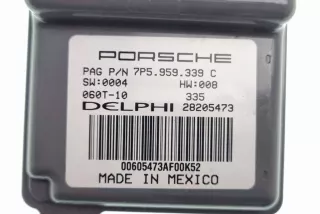 PORSCHE
PAG P/N 7P5.959.339 C
SW:0004 HW:008
060T-10 335
DELPHI 28205473
00605473AF00K52
MADE IN MEXICO